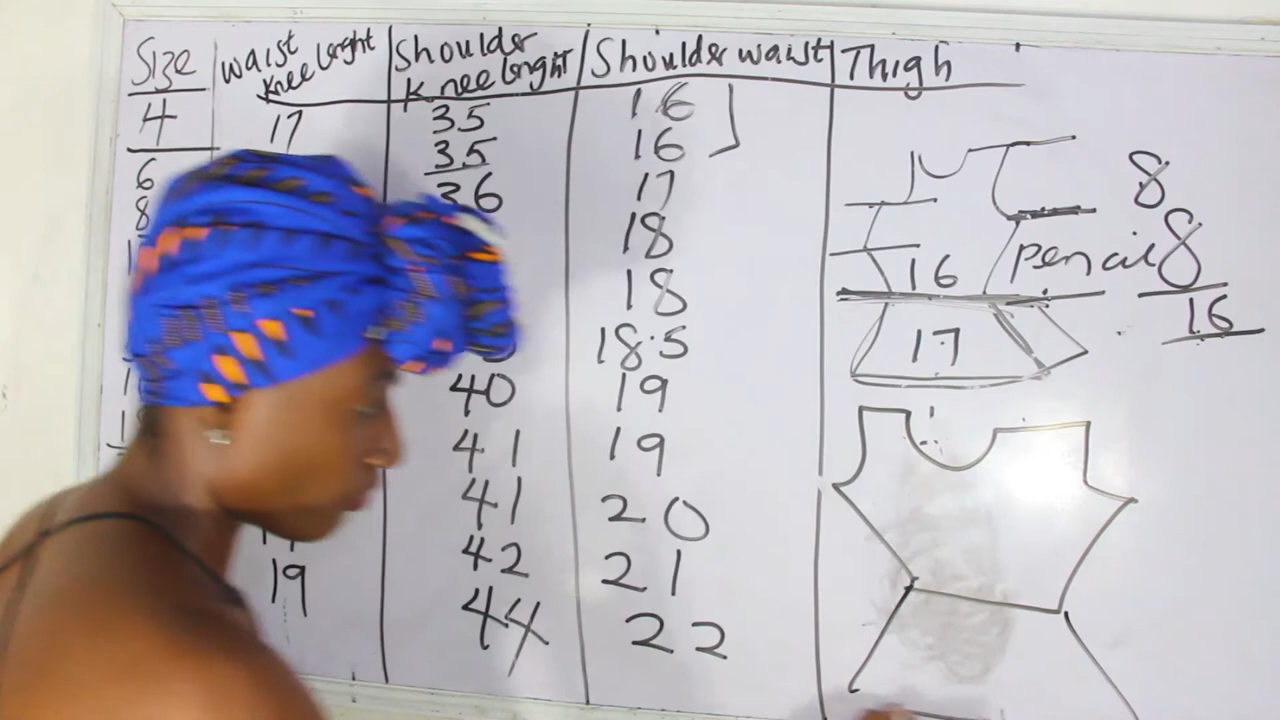 Size
waist
knee lenght
Shoulder
knee lenght
Shoulder waist
Thigh
4 17 35 16
6 35 16
8 36 17
18
18
18.5
40 19
41 19
41 20
42 21
19 44 22
8
8
16
pencil
16
17